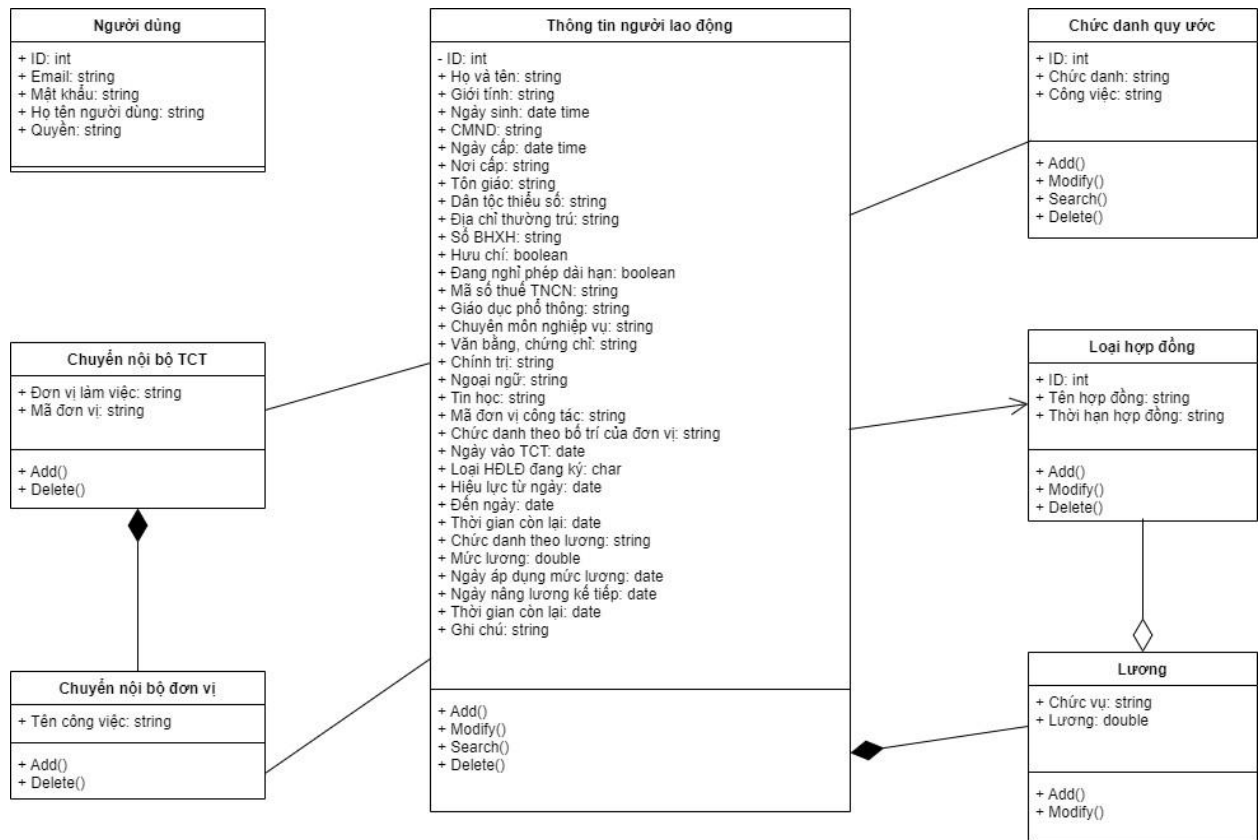 Người dùng
+ ID: int
+ Email: string
+ Mật khẩu: string
+ Họ tên người dùng: string
+ Quyền: string
Thông tin người lao động
- ID: int
+ Họ và tên: string
+ Giới tính: string
+ Ngày sinh: date time
+ CMND: string
+ Ngày cấp: date time
+ Nơi cấp: string
+ Tôn giáo: string
+ Dân tộc thiểu số: string
+ Địa chỉ thường trú: string
+ Số BHXH: string
+ Hưu chí: boolean
+ Đang nghỉ phép dài hạn: boolean
+ Mã số thuế TNCN: string
+ Giáo dục phổ thông: string
+ Chuyên môn nghiệp vụ: string
+ Văn bằng, chứng chỉ: string
+ Chính trị: string
+ Ngoại ngữ: string
+ Tin học: string
+ Mã đơn vị công tác: string
+ Chức danh theo bố trí của đơn vị: string
+ Ngày vào TCT: date
+ Loại HĐLĐ đang ký: char
+ Hiệu lực từ ngày: date
+ Đến ngày: date
+ Thời gian còn lại: date
+ Chức danh theo lương: string
+ Mức lương: double
+ Ngày áp dụng mức lương: date
+ Ngày nâng lương kế tiếp: date
+ Thời gian còn lại: date
+ Ghi chú: string
+ Add()
+ Modify()
+ Search()
+ Delete()
Chức danh quy ước
+ ID: int
+ Chức danh: string
+ Công việc: string
+ Add()
+ Modify()
+ Search()
+ Delete()
Chuyển nội bộ TCT
+ Đơn vị làm việc: string
+ Mã đơn vị: string
+ Add()
+ Delete()
Loại hợp đồng
+ ID: int
+ Tên hợp đồng: string
+ Thời hạn hợp đồng: string
+ Add()
+ Modify()
+ Delete()
Chuyển nội bộ đơn vị
+ Tên công việc: string
+ Add()
+ Delete()
Lương
+ Chức vụ: string
+ Lương: double
+ Add()
+ Modify()